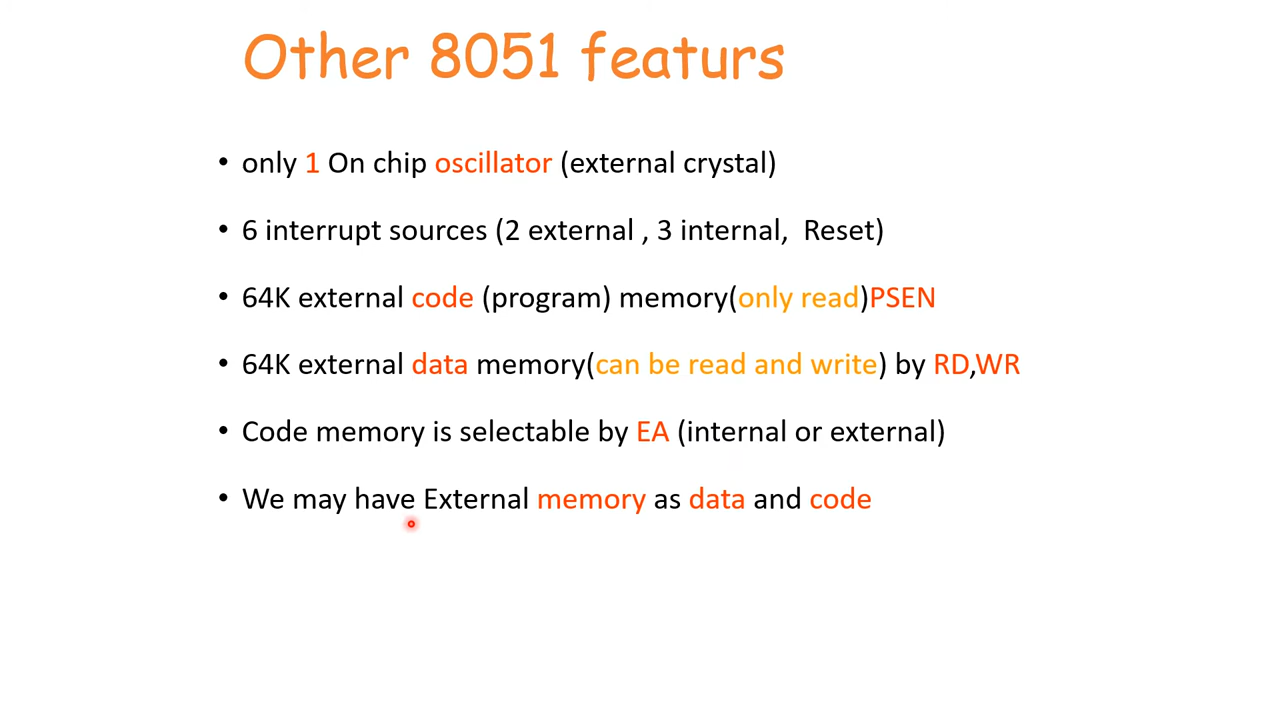 Other 8051 featurs
• only 1 On chip oscillator (external crystal)
• 6 interrupt sources (2 external , 3 internal, Reset)
• 64K external code (program) memory(only read)PSEN
• 64K external data memory(can be read and write) by RD,WR
• Code memory is selectable by EA (internal or external)
• We may have External memory as data and code